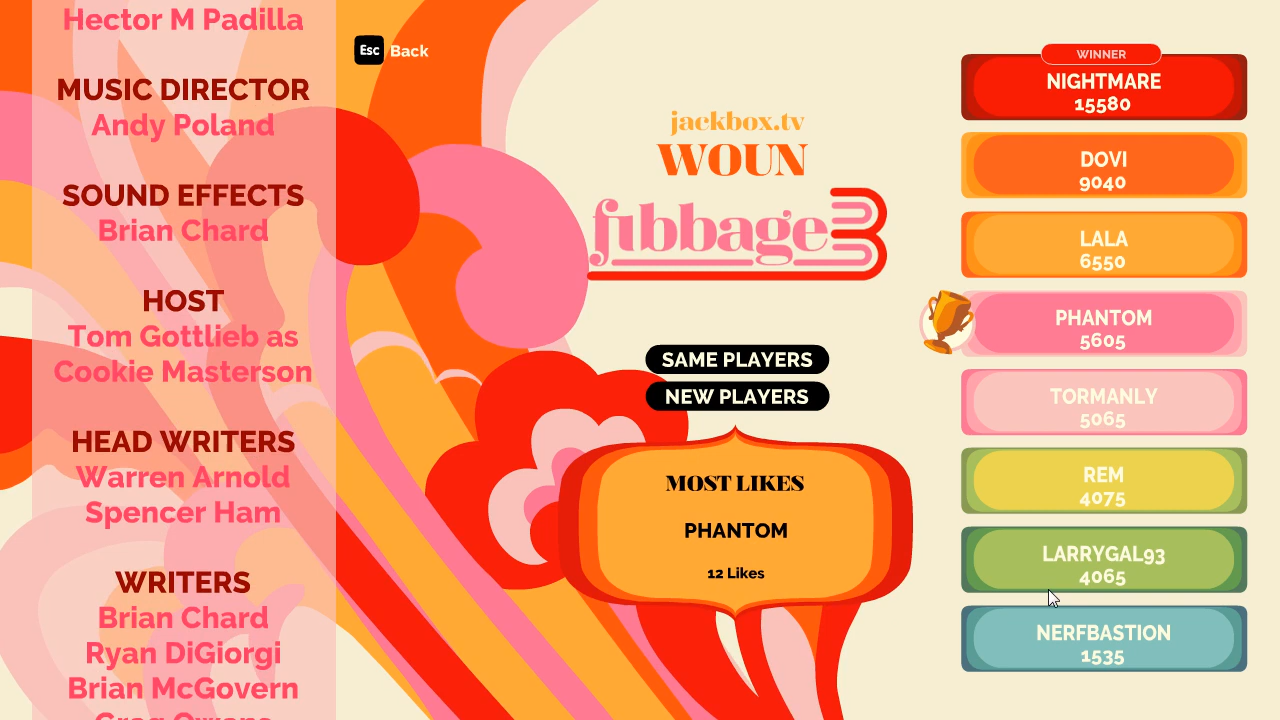 Hector M Padilla
MUSIC DIRECTOR
Andy Poland
SOUND EFFECTS
Brian Chard
HOST
Tom Gottlieb as
Cookie Masterson
HEAD WRITERS
Warren Arnold
Spencer Ham
WRITERS
Brian Chard
Ryan DiGiorgi
Brian McGovern
Esc Back
jackbox.tv
WOUN
fibbage 3
SAME PLAYERS
NEW PLAYERS
MOST LIKES
PHANTOM
12 Likes
WINNER
NIGHTMARE
15580
DOVI
9040
LALA
6550
PHANTOM
5605
TORMANLY
5065
REM
4075
LARRYGAL93
4065
NERFBASTION
1535